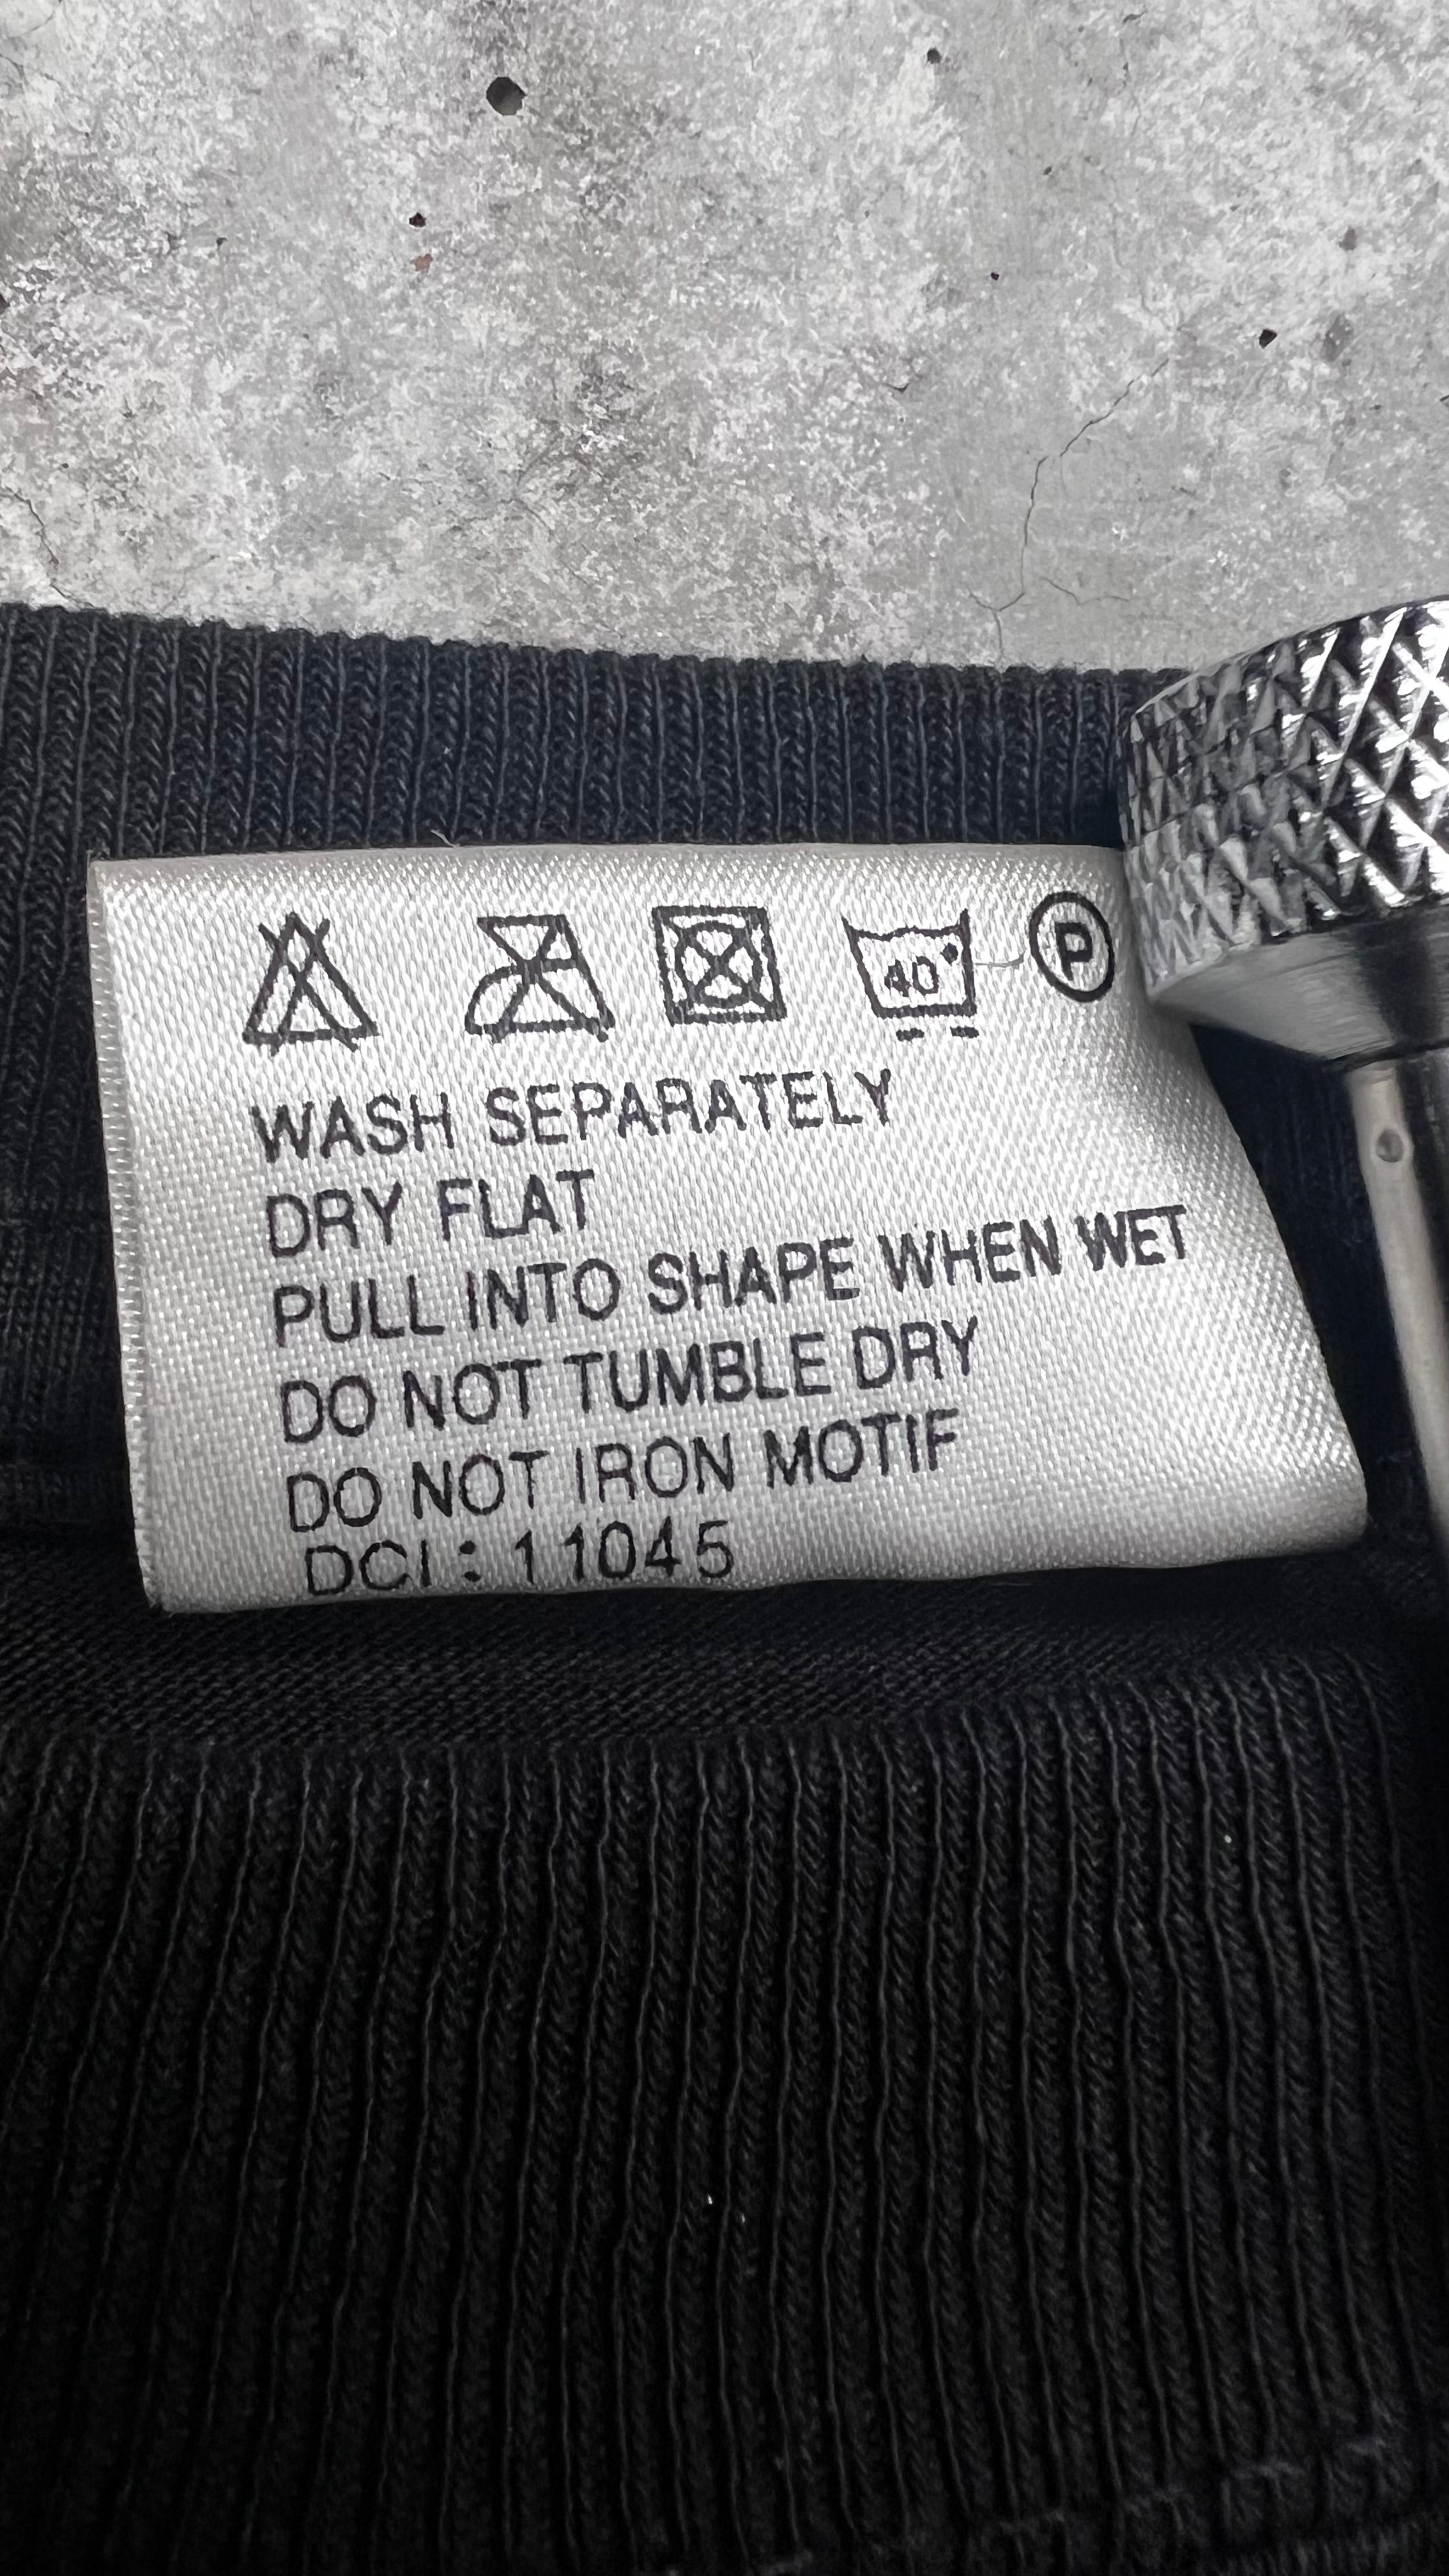 40° P
WASH SEPARATELY
DRY FLAT
PULL INTO SHAPE WHEN WET
DO NOT TUMBLE DRY
DO NOT IRON MOTIF
DCI : 11045